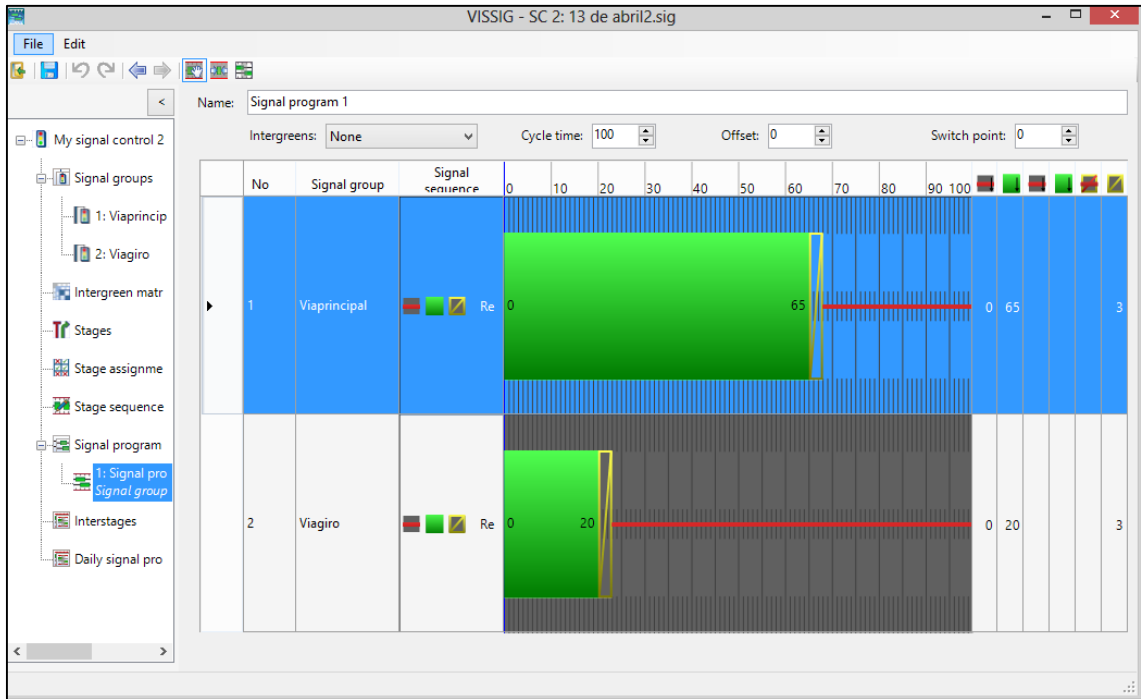 VISSIG - SC 2: 13 de abril2.sig
File Edit
< Name: Signal program 1
Intergreens: None Cycle time: 100 Offset: 0 Switch point: 0
My signal control 2
Signal groups
1: Viaprincip
2: Viagiro
Intergreen matr
Stages
Stage assignme
Stage sequence
Signal program
1: Signal pro
Signal group
Interstages
Daily signal pro
No Signal group Signal sequence 0 10 20 30 40 50 60 70 80 90 100
1 Viaprincipal Re 0 65 0 65 3
2 Viagiro Re 0 20 0 20 3